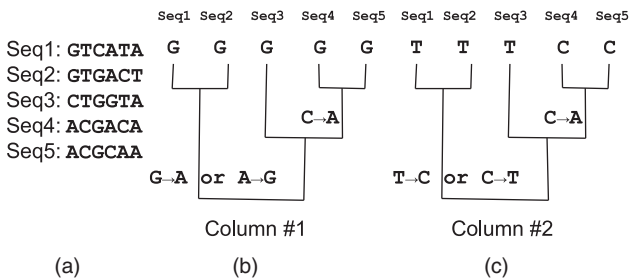 Seq1 Seq2 Seq3 Seq4 Seq5 Seq1 Seq2 Seq3 Seq4 Seq5
Seq1: GTCATA G G G G G T T T C C
Seq2: GTGACT
Seq3: CTGGTA
Seq4: ACGACA C→A C→A
Seq5: ACGCAA
G→A or A→G T→C or C→T
Column #1 Column #2
(a) (b) (c)